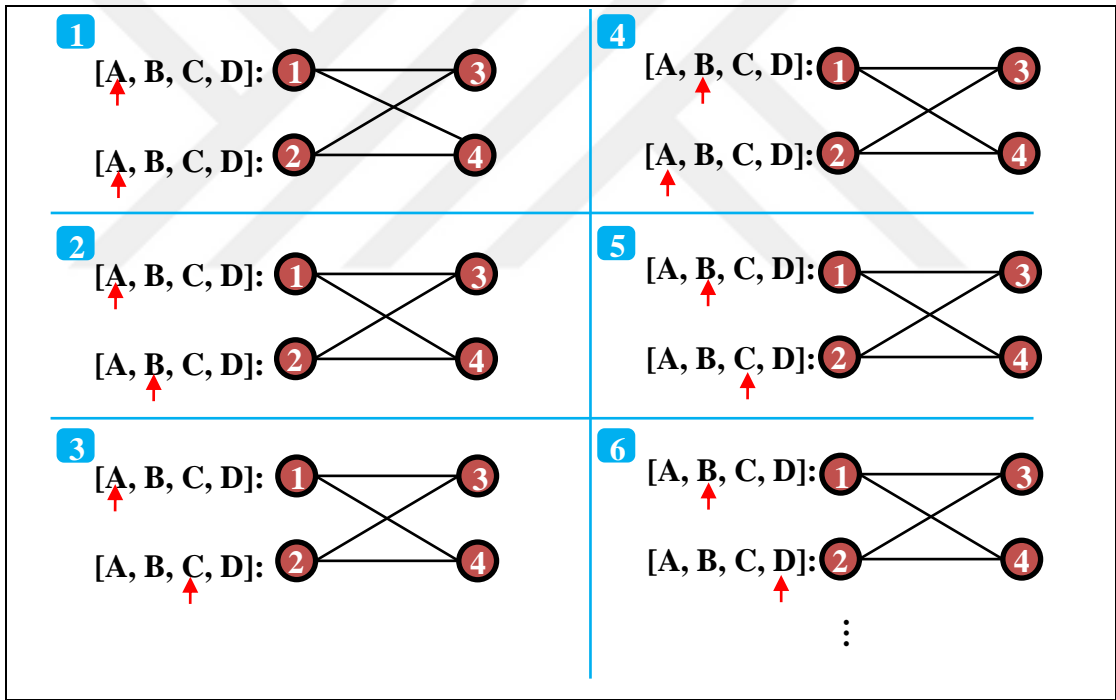 1
[A, B, C, D]: 1 3
[A, B, C, D]: 2 4
2
[A, B, C, D]: 1 3
[A, B, C, D]: 2 4
3
[A, B, C, D]: 1 3
[A, B, C, D]: 2 4
4
[A, B, C, D]: 1 3
[A, B, C, D]: 2 4
5
[A, B, C, D]: 1 3
[A, B, C, D]: 2 4
6
[A, B, C, D]: 1 3
[A, B, C, D]: 2 4
⋮